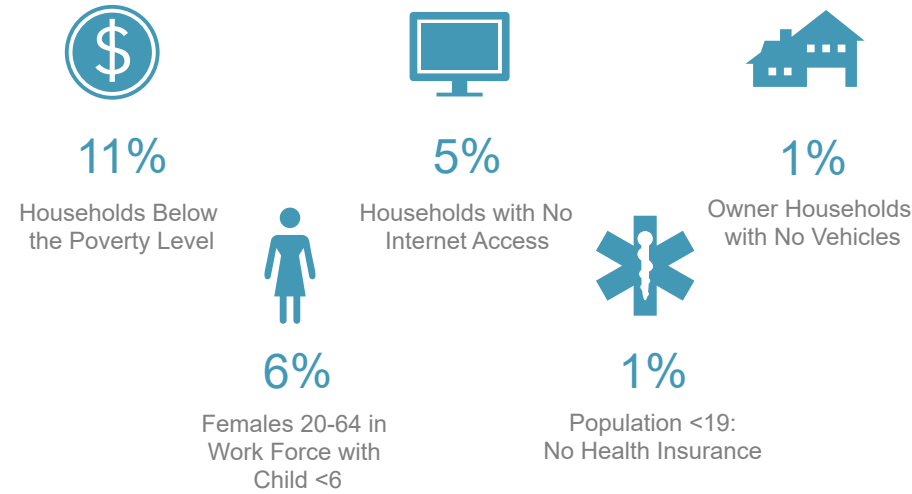 $
11%
Households Below
the Poverty Level
5%
Households with No
Internet Access
1%
Owner Households
with No Vehicles
6%
Females 20-64 in
Work Force with
Child <6
1%
Population <19:
No Health Insurance